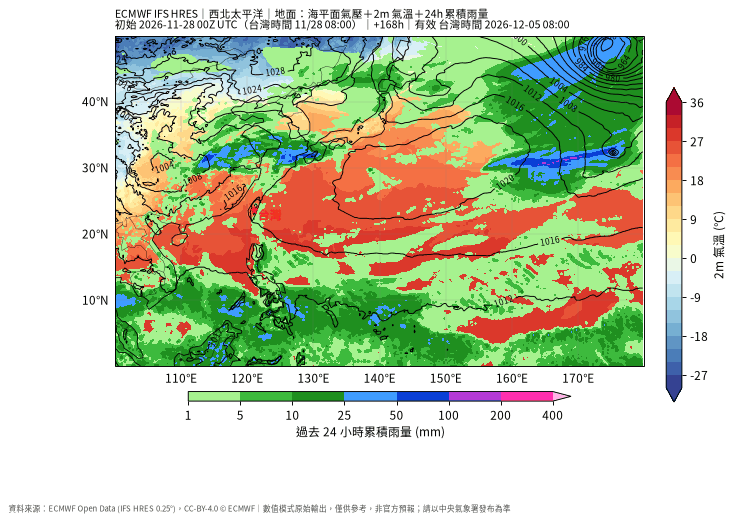 ECMWF IFS HRES｜西北太平洋｜地面：海平面氣壓＋2m 氣溫＋24h 累積雨量
初始 2026-11-28 00Z UTC（台灣時間 11/28 08:00）｜+168h｜有效 台灣時間 2026-12-05 08:00
40°N
30°N
20°N
10°N
110°E 120°E 130°E 140°E 150°E 160°E 170°E
1028
1024
1004
1008
1016
1004
1008
1012
1016
1020
1016
36
27
18
9
0
-9
-18
-27
2m 氣溫 (°C)
1 5 10 25 50 100 200 400
過去 24 小時累積雨量 (mm)
資料來源：ECMWF Open Data (IFS HRES 0.25°)，CC-BY-4.0 © ECMWF｜數值模式原始輸出，僅供參考，非官方預報；請以中央氣象署發布為準